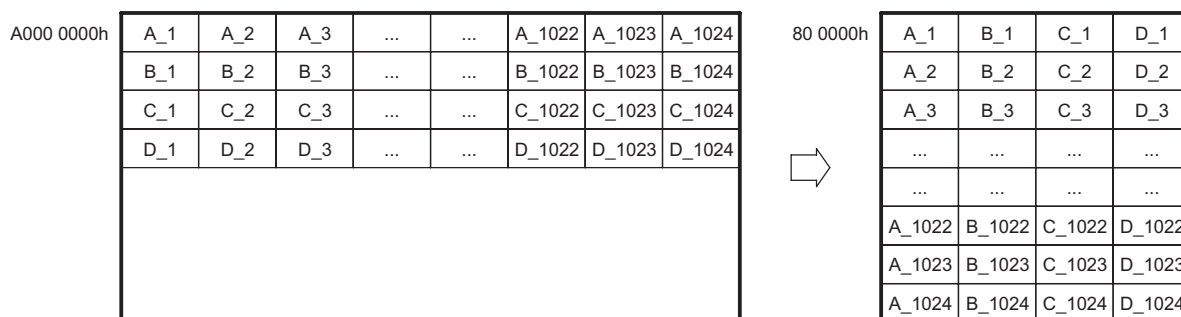 A000 0000h A_1 A_2 A_3 ... ... A_1022 A_1023 A_1024
B_1 B_2 B_3 ... ... B_1022 B_1023 B_1024
C_1 C_2 C_3 ... ... C_1022 C_1023 C_1024
D_1 D_2 D_3 ... ... D_1022 D_1023 D_1024
80 0000h A_1 B_1 C_1 D_1
A_2 B_2 C_2 D_2
A_3 B_3 C_3 D_3
... ... ... ...
... ... ... ...
A_1022 B_1022 C_1022 D_1022
A_1023 B_1023 C_1023 D_1023
A_1024 B_1024 C_1024 D_1024